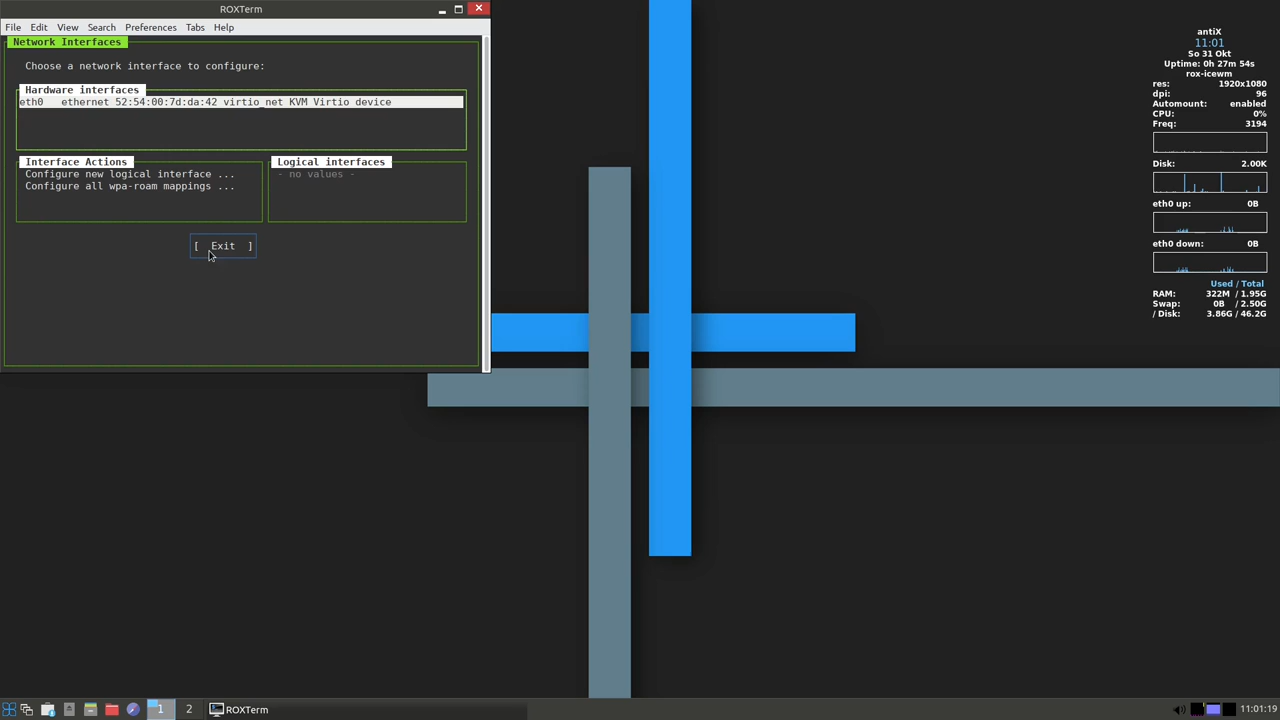 ROXTerm
File Edit View Search Preferences Tabs Help
Network Interfaces
Choose a network interface to configure:
Hardware interfaces
eth0 ethernet 52:54:00:7d:da:42 virtio_net KVM Virtio device
Interface Actions
Configure new logical interface ...
Configure all wpa-roam mappings ...
Logical interfaces
- no values -
[ Exit ]
antiX
11:01
So 31 Okt
Uptime: 0h 27m 54s
rox-icewm
res: 1920x1080
dpi: 96
Automount: enabled
CPU: 0%
Freq: 3194
Disk: 2.00K
eth0 up: 0B
eth0 down: 0B
Used / Total
RAM: 322M / 1.95G
Swap: 0B / 2.50G
/ Disk: 3.86G / 46.2G
1 2 ROXTerm 11:01:19